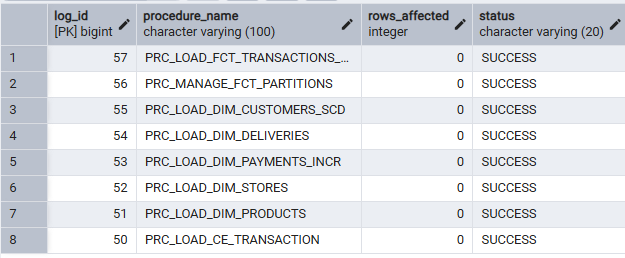 log_id procedure_name rows_affected status
[PK] bigint character varying (100) integer character varying (20)
1 57 PRC_LOAD_FCT_TRANSACTIONS_... 0 SUCCESS
2 56 PRC_MANAGE_FCT_PARTITIONS 0 SUCCESS
3 55 PRC_LOAD_DIM_CUSTOMERS_SCD 0 SUCCESS
4 54 PRC_LOAD_DIM_DELIVERIES 0 SUCCESS
5 53 PRC_LOAD_DIM_PAYMENTS_INCR 0 SUCCESS
6 52 PRC_LOAD_DIM_STORES 0 SUCCESS
7 51 PRC_LOAD_DIM_PRODUCTS 0 SUCCESS
8 50 PRC_LOAD_CE_TRANSACTION 0 SUCCESS